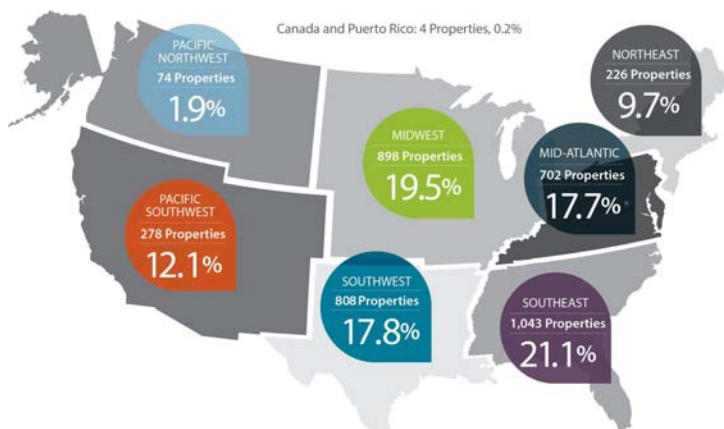 Canada and Puerto Rico: 4 Properties, 0.2%
PACIFIC
NORTHWEST
74 Properties
1.9%
NORTHEAST
226 Properties
9.7%
MIDWEST
898 Properties
19.5%
MID-ATLANTIC
702 Properties
17.7%
PACIFIC
SOUTHWEST
278 Properties
12.1%
SOUTHWEST
808 Properties
17.8%
SOUTHEAST
1,043 Properties
21.1%